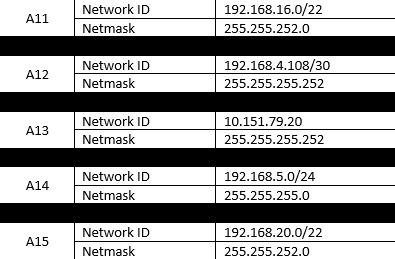 A11
Network ID 192.168.16.0/22
Netmask 255.255.252.0
A12
Network ID 192.168.4.108/30
Netmask 255.255.255.252
A13
Network ID 10.151.79.20
Netmask 255.255.255.252
A14
Network ID 192.168.5.0/24
Netmask 255.255.255.0
A15
Network ID 192.168.20.0/22
Netmask 255.255.252.0